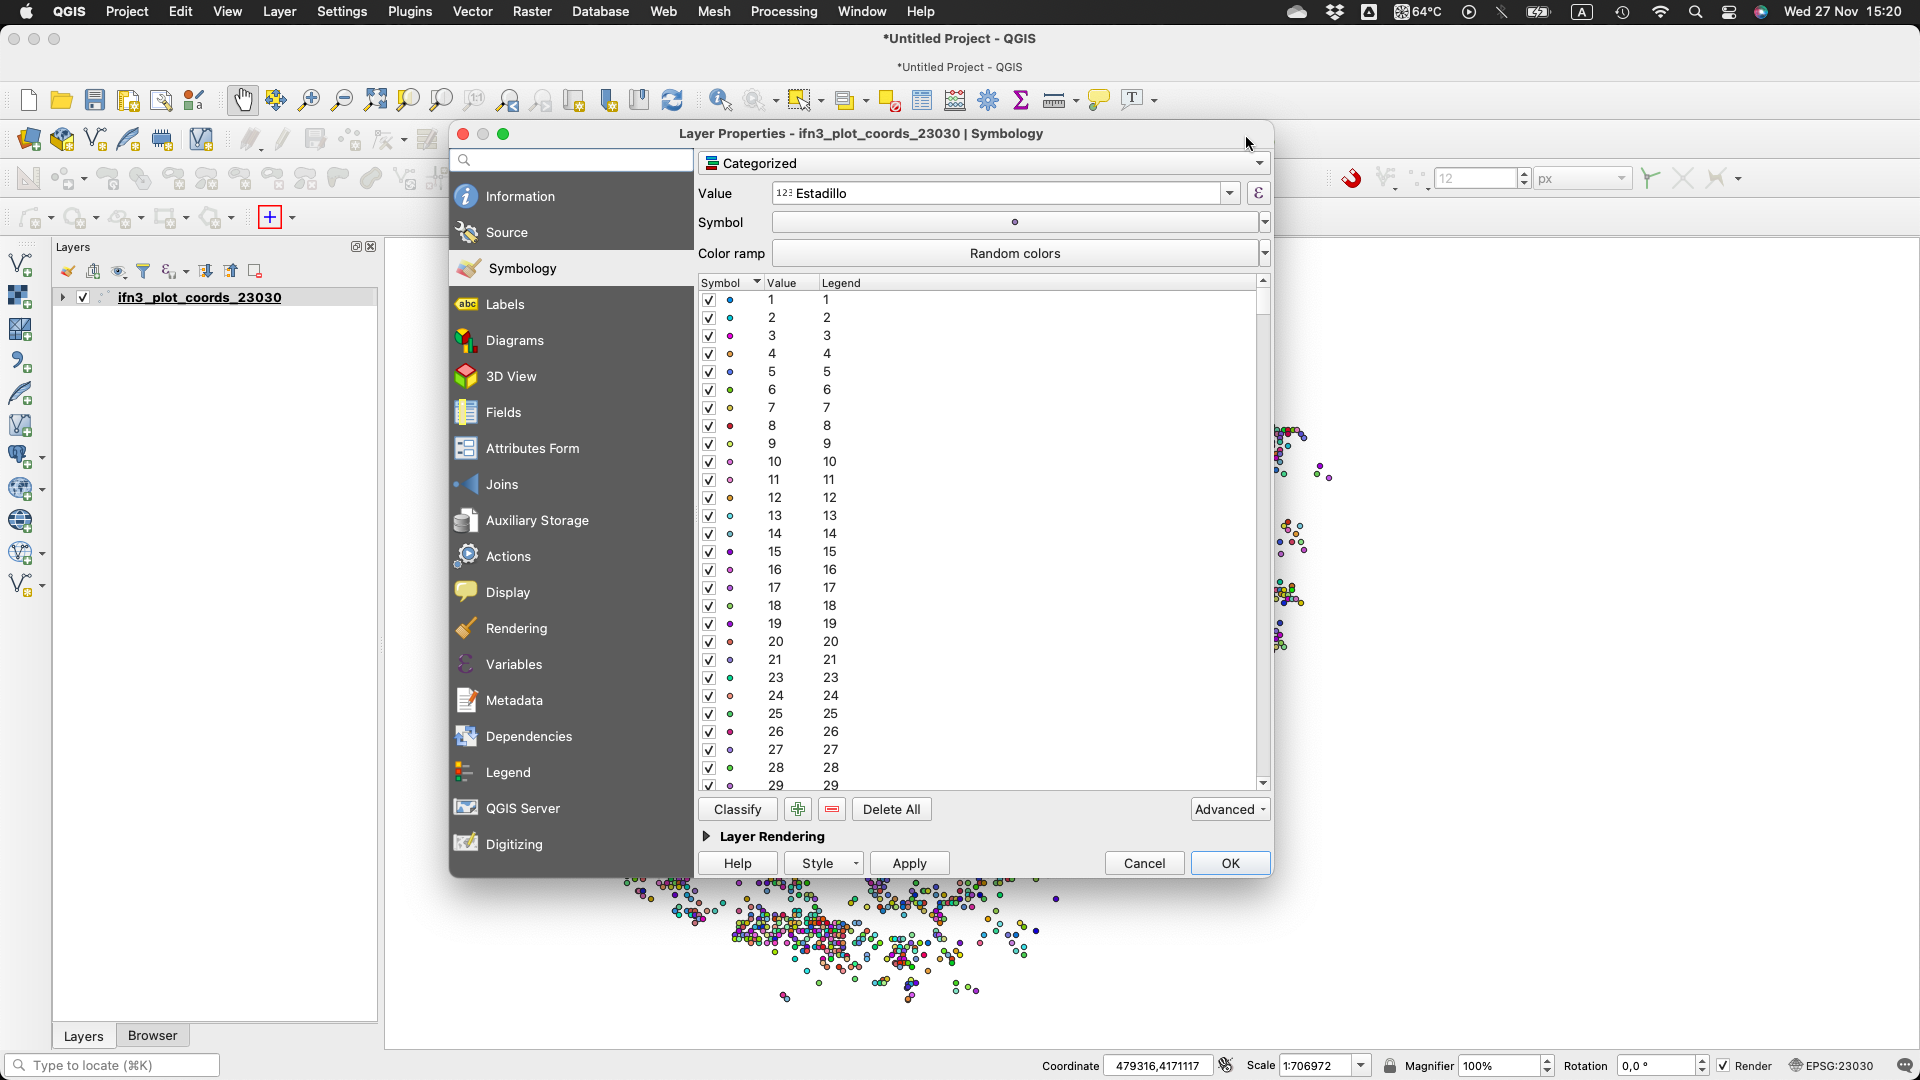 QGIS Project Edit View Layer Settings Plugins Vector Raster Database Web Mesh Processing Window Help 64°C A Wed 27 Nov 15:20
*Untitled Project - QGIS
*Untitled Project - QGIS
Layer Properties - ifn3_plot_coords_23030 | Symbology
Categorized
12 px
Value 123 Estadillo ε
Symbol
Color ramp Random colors
Information
Source
Symbology
abc Labels
Diagrams
3D View
Fields
Attributes Form
Joins
Auxiliary Storage
Actions
Display
Rendering
Variables
Metadata
Dependencies
Legend
QGIS Server
Digitizing
Layers
ifn3_plot_coords_23030
Symbol Value Legend
1 1
2 2
3 3
4 4
5 5
6 6
7 7
8 8
9 9
10 10
11 11
12 12
13 13
14 14
15 15
16 16
17 17
18 18
19 19
20 20
21 21
23 23
24 24
25 25
26 26
27 27
28 28
29 29
Classify Delete All Advanced
Layer Rendering
Help Style Apply Cancel OK
Layers Browser
Type to locate (⌘K) Coordinate 479316,4171117 Scale 1:706972 Magnifier 100% Rotation 0,0 ° Render EPSG:23030